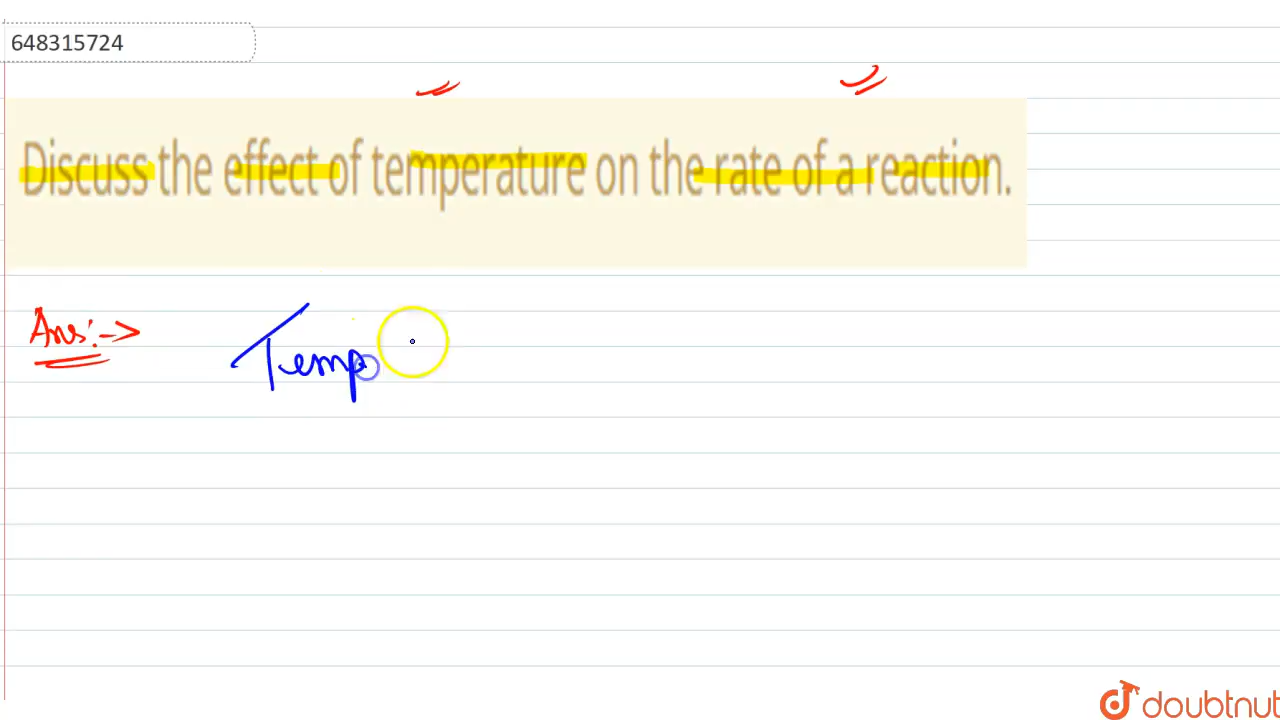 648315724
Discuss the effect of temperature on the rate of a reaction.
Ans:->
Temp
doubtnut